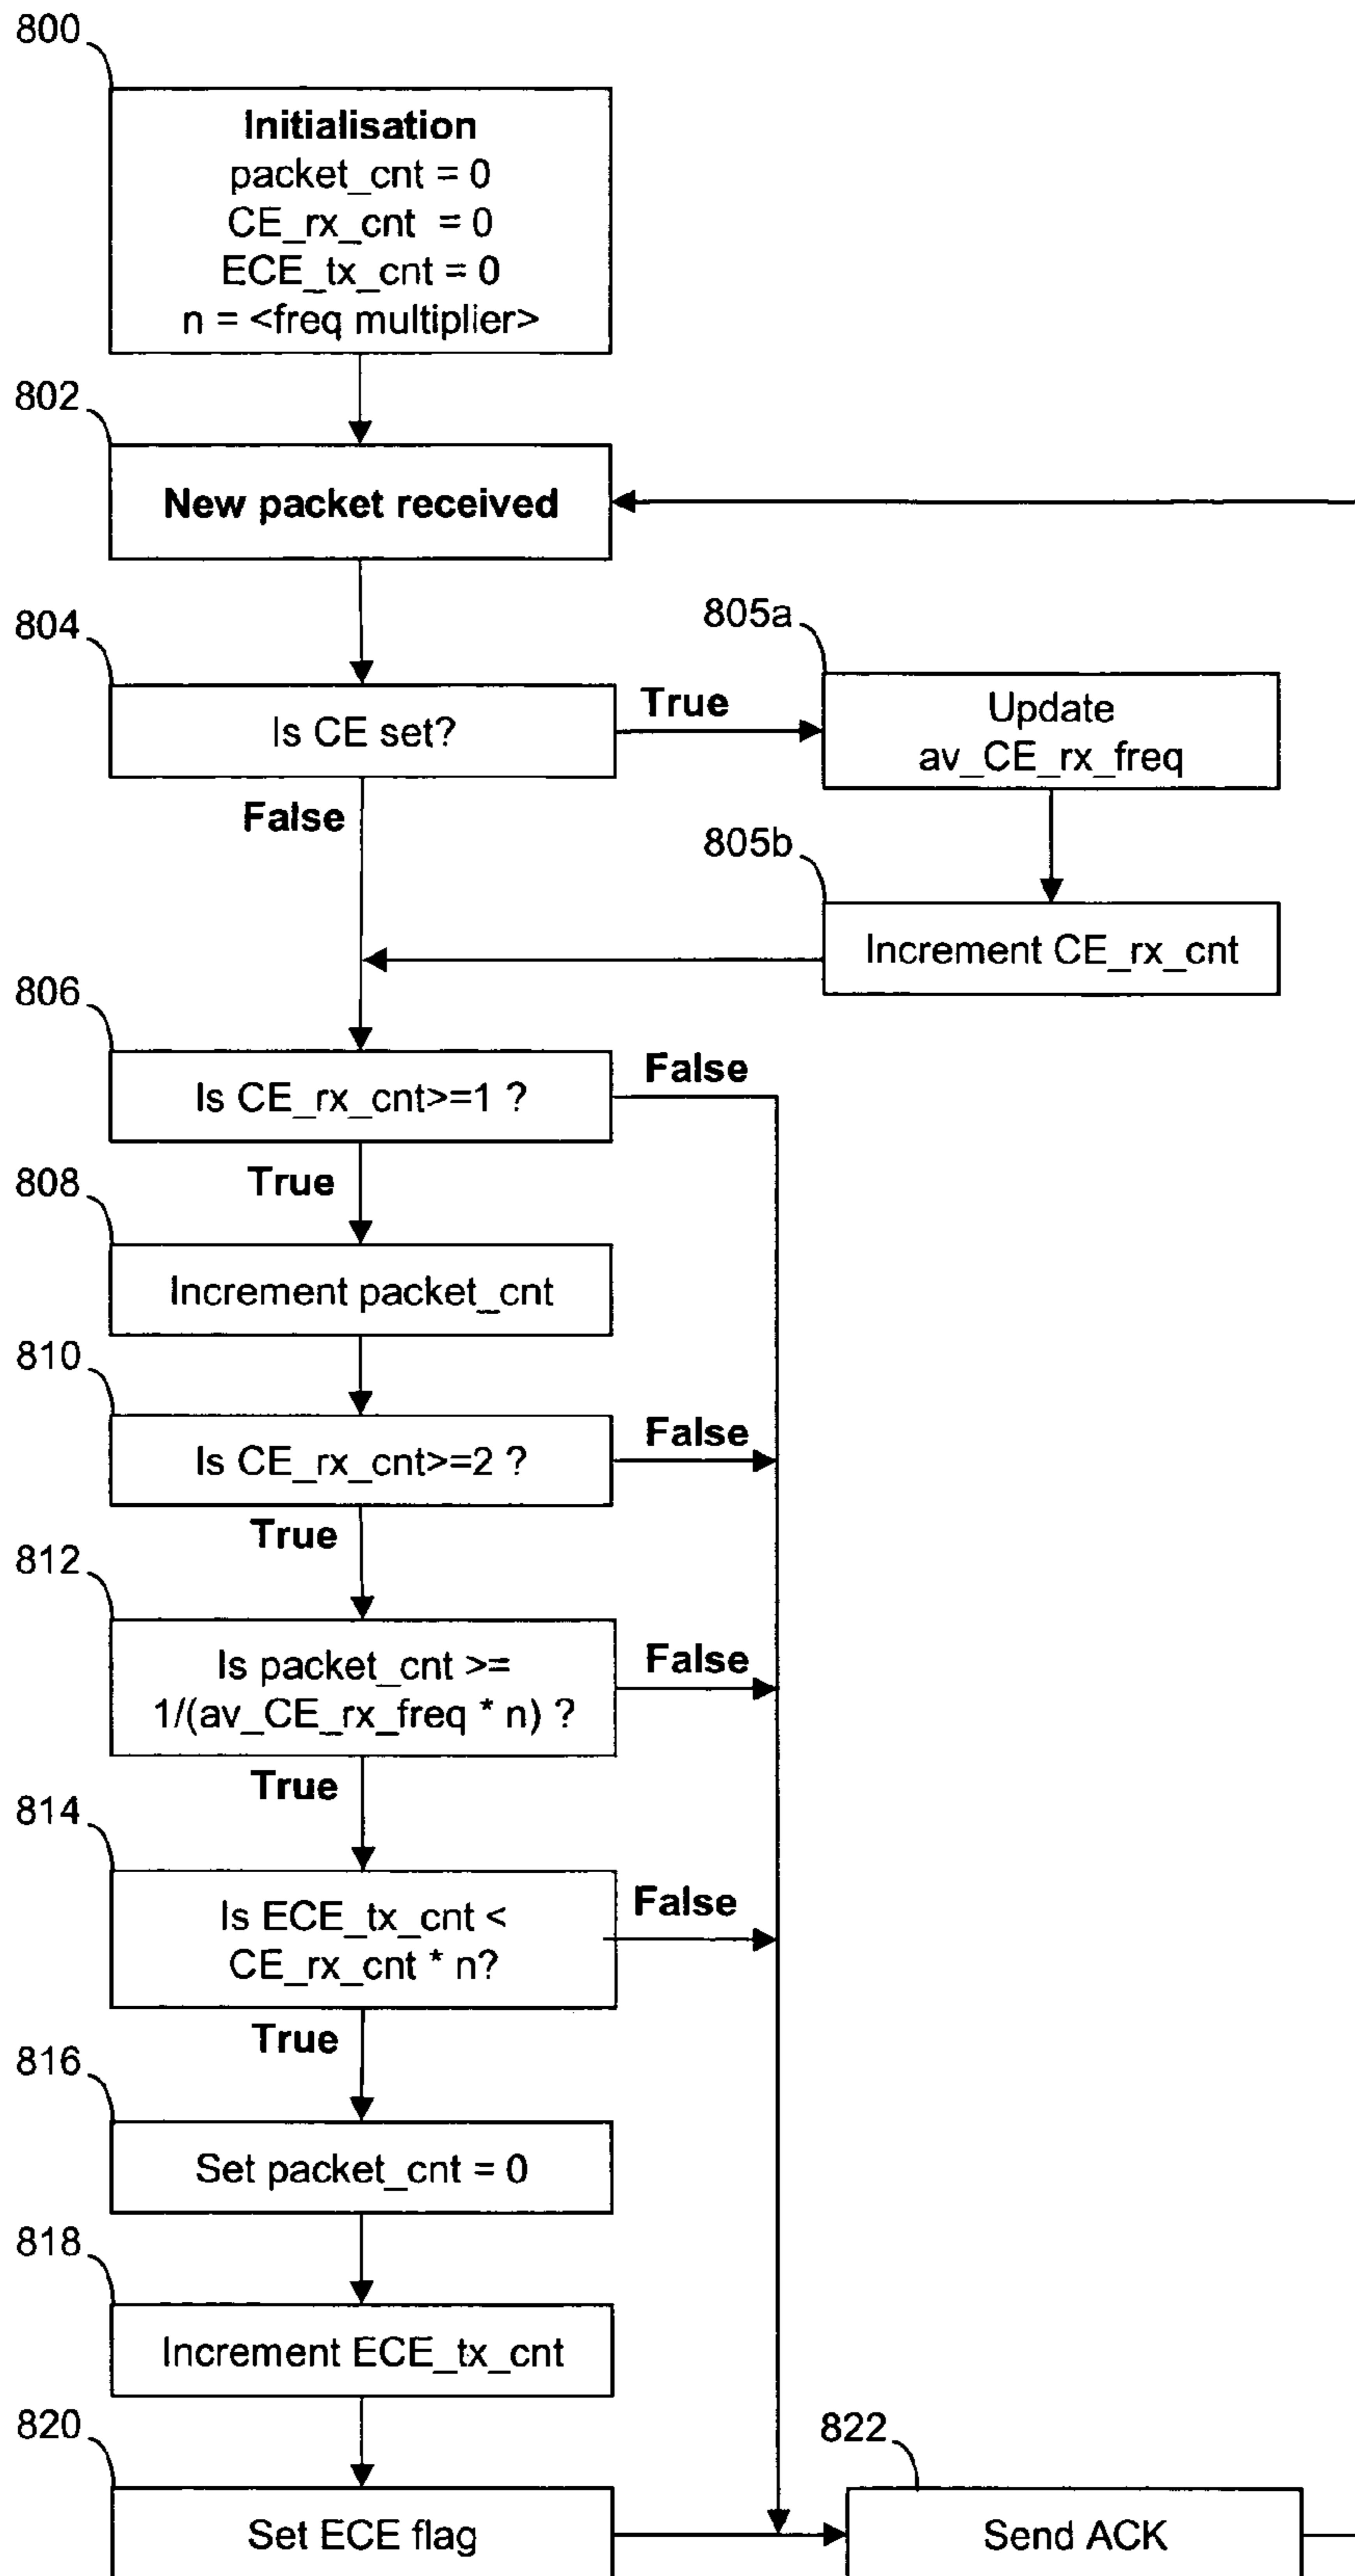 800
Initialisation
packet_cnt = 0
CE_rx_cnt = 0
ECE_tx_cnt = 0
n = <freq multiplier>
802
New packet received
804
Is CE set?
True
805a
Update
av_CE_rx_freq
False
805b
Increment CE_rx_cnt
806
Is CE_rx_cnt>=1 ?
False
True
808
Increment packet_cnt
810
Is CE_rx_cnt>=2 ?
False
True
812
Is packet_cnt >=
1/(av_CE_rx_freq * n) ?
False
True
814
Is ECE_tx_cnt <
CE_rx_cnt * n?
False
True
816
Set packet_cnt = 0
818
Increment ECE_tx_cnt
820
Set ECE flag
822
Send ACK